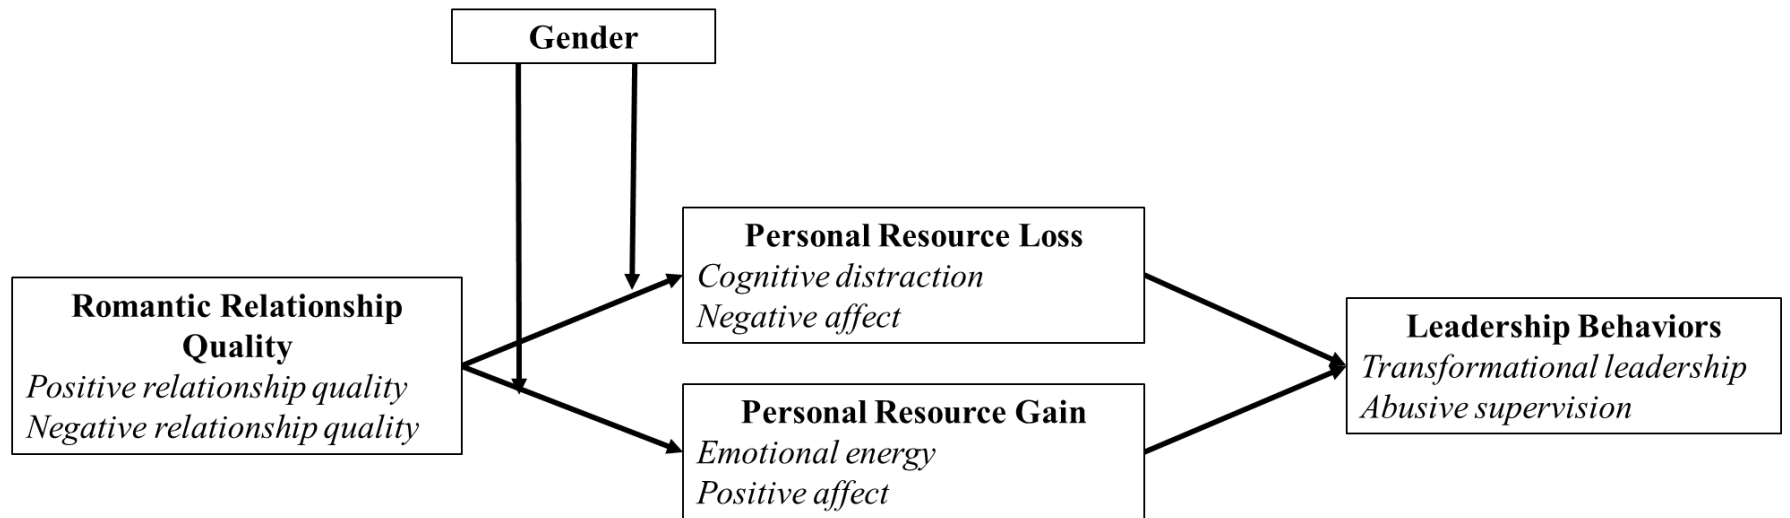 Gender
Romantic Relationship
Quality
Positive relationship quality
Negative relationship quality
Personal Resource Loss
Cognitive distraction
Negative affect
Personal Resource Gain
Emotional energy
Positive affect
Leadership Behaviors
Transformational leadership
Abusive supervision